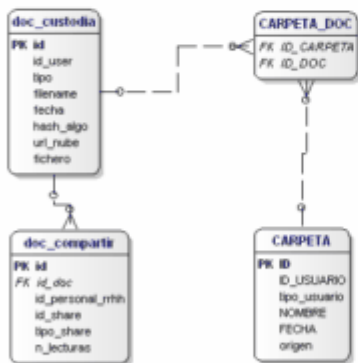 doc_custodia
PK id
id_user
tipo
filename
fecha
hash_algo
url_nube
fichero
CARPETA_DOC
FK ID_CARPETA
FK ID_DOC
doc_compartir
PK id
FK id_doc
id_personal_rrhh
id_share
tipo_share
n_lecturas
CARPETA
PK ID
ID_USUARIO
tipo_usuario
NOMBRE
FECHA
origen